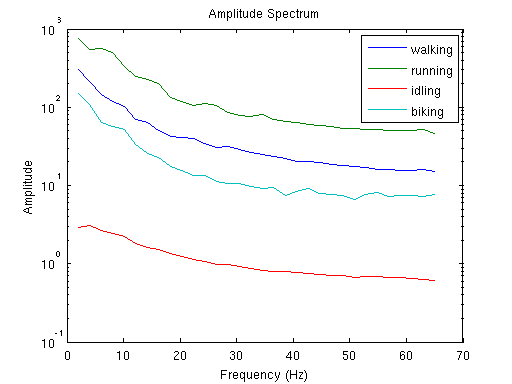 Amplitude Spectrum
10^3
10^2
10^1
10^0
10^-1
Amplitude
walking
running
idling
biking
0 10 20 30 40 50 60 70
Frequency (Hz)